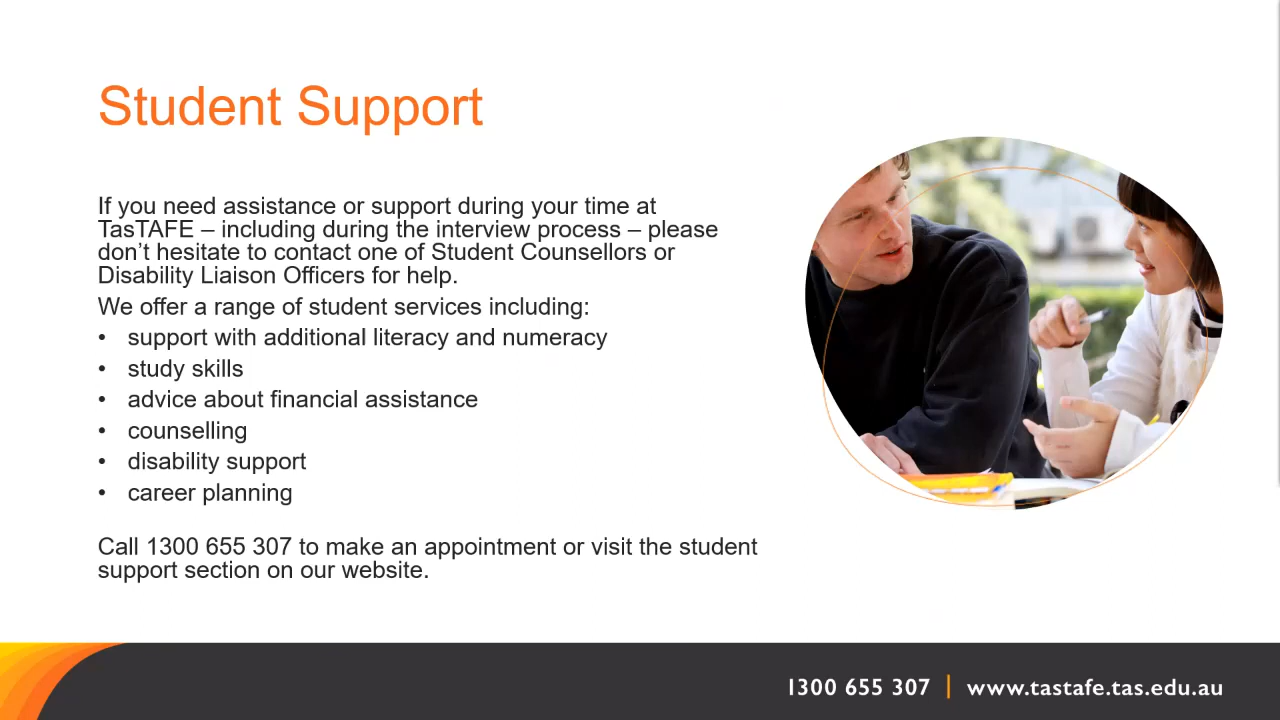 Student Support
If you need assistance or support during your time at
TasTAFE – including during the interview process – please
don’t hesitate to contact one of Student Counsellors or
Disability Liaison Officers for help.
We offer a range of student services including:
• support with additional literacy and numeracy
• study skills
• advice about financial assistance
• counselling
• disability support
• career planning
Call 1300 655 307 to make an appointment or visit the student
support section on our website.
1300 655 307 | www.tastafe.tas.edu.au